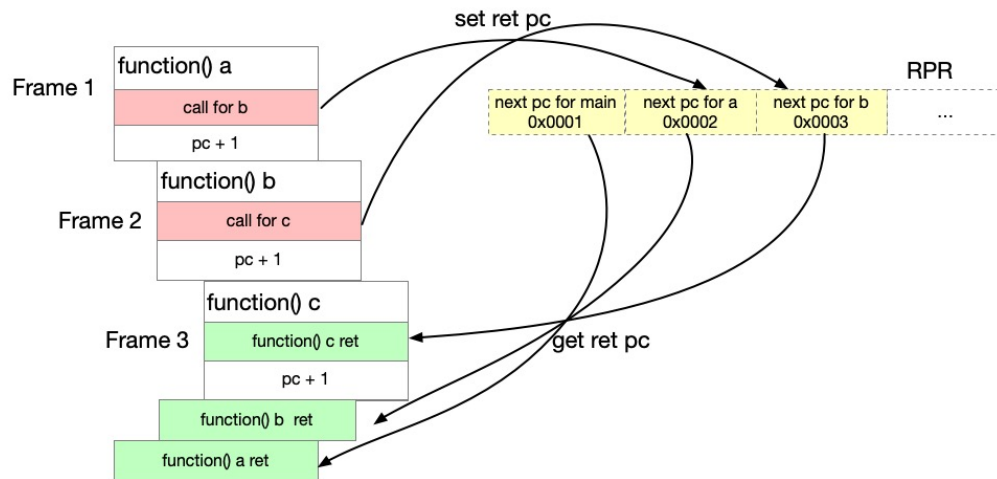 set ret pc
function() a
RPR
Frame 1
call for b
next pc for main
0x0001
next pc for a
0x0002
next pc for b
0x0003
...
pc + 1
function() b
Frame 2
call for c
pc + 1
function() c
Frame 3
function() c ret
get ret pc
pc + 1
function() b ret
function() a ret